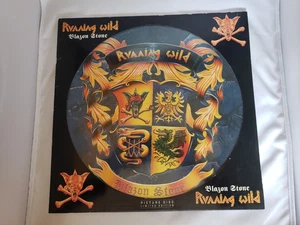 Running Wild
Blazon Stone
Running Wild
Blazon Stone
PICTURE DISC
LIMITED EDITION
Blazon Stone
Running Wild